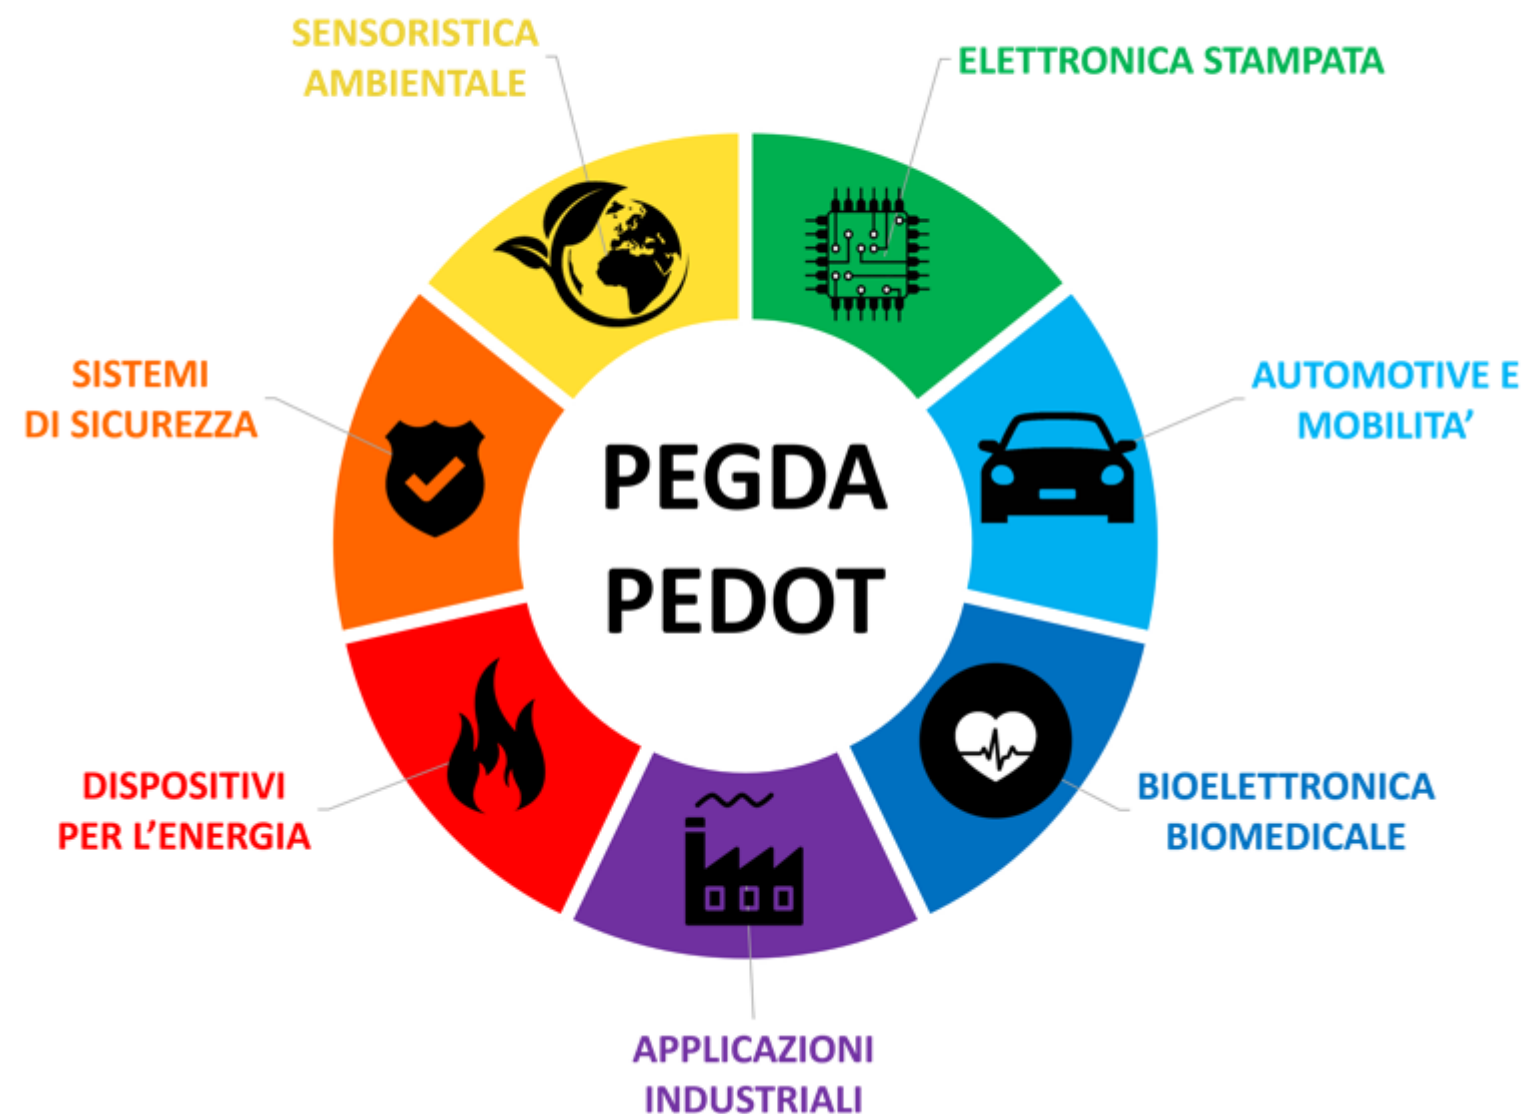 SENSORISTICA
AMBIENTALE
ELETTRONICA STAMPATA
SISTEMI
DI SICUREZZA
AUTOMOTIVE E
MOBILITA’
PEGDA
PEDOT
DISPOSITIVI
PER L’ENERGIA
BIOELETTRONICA
BIOMEDICALE
APPLICAZIONI
INDUSTRIALI